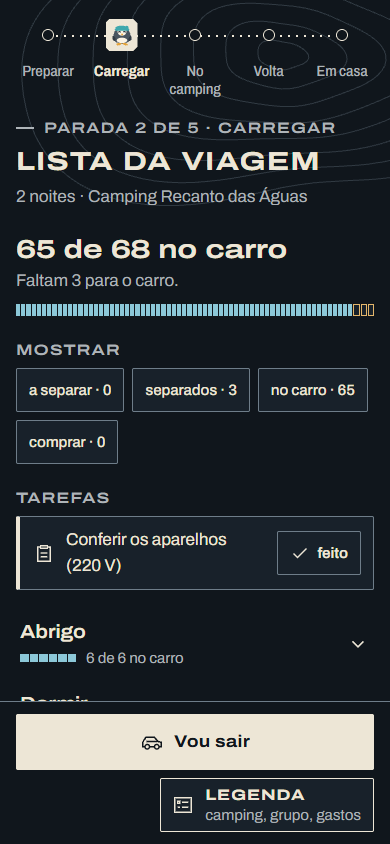 Preparar
Carregar
No
camping
Volta
Em casa
PARADA 2 DE 5 · CARREGAR
LISTA DA VIAGEM
2 noites · Camping Recanto das Águas
65 de 68 no carro
Faltam 3 para o carro.
MOSTRAR
a separar · 0
separados · 3
no carro · 65
comprar · 0
TAREFAS
Conferir os aparelhos
(220 V)
feito
Abrigo
6 de 6 no carro
Vou sair
LEGENDA
camping, grupo, gastos